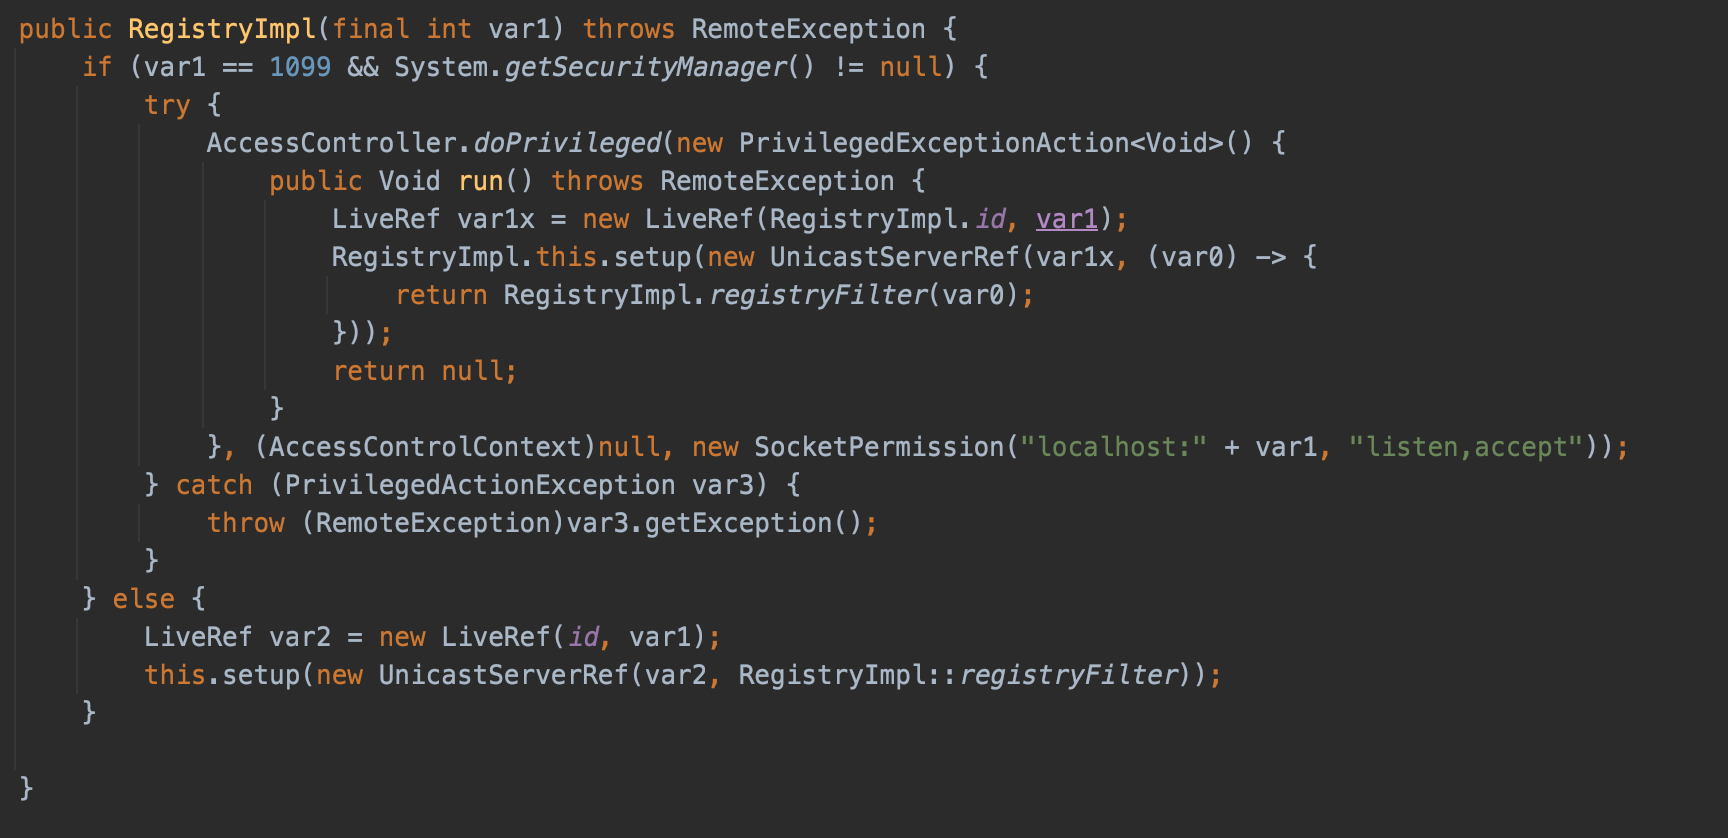 public RegistryImpl(final int var1) throws RemoteException {
if (var1 == 1099 && System.getSecurityManager() != null) {
try {
AccessController.doPrivileged(new PrivilegedExceptionAction<Void>() {
public Void run() throws RemoteException {
LiveRef var1x = new LiveRef(RegistryImpl.id, var1);
RegistryImpl.this.setup(new UnicastServerRef(var1x, (var0) -> {
return RegistryImpl.registryFilter(var0);
}));
return null;
}
}, (AccessControlContext)null, new SocketPermission("localhost:" + var1, "listen,accept"));
} catch (PrivilegedActionException var3) {
throw (RemoteException)var3.getException();
}
} else {
LiveRef var2 = new LiveRef(id, var1);
this.setup(new UnicastServerRef(var2, RegistryImpl::registryFilter));
}
}